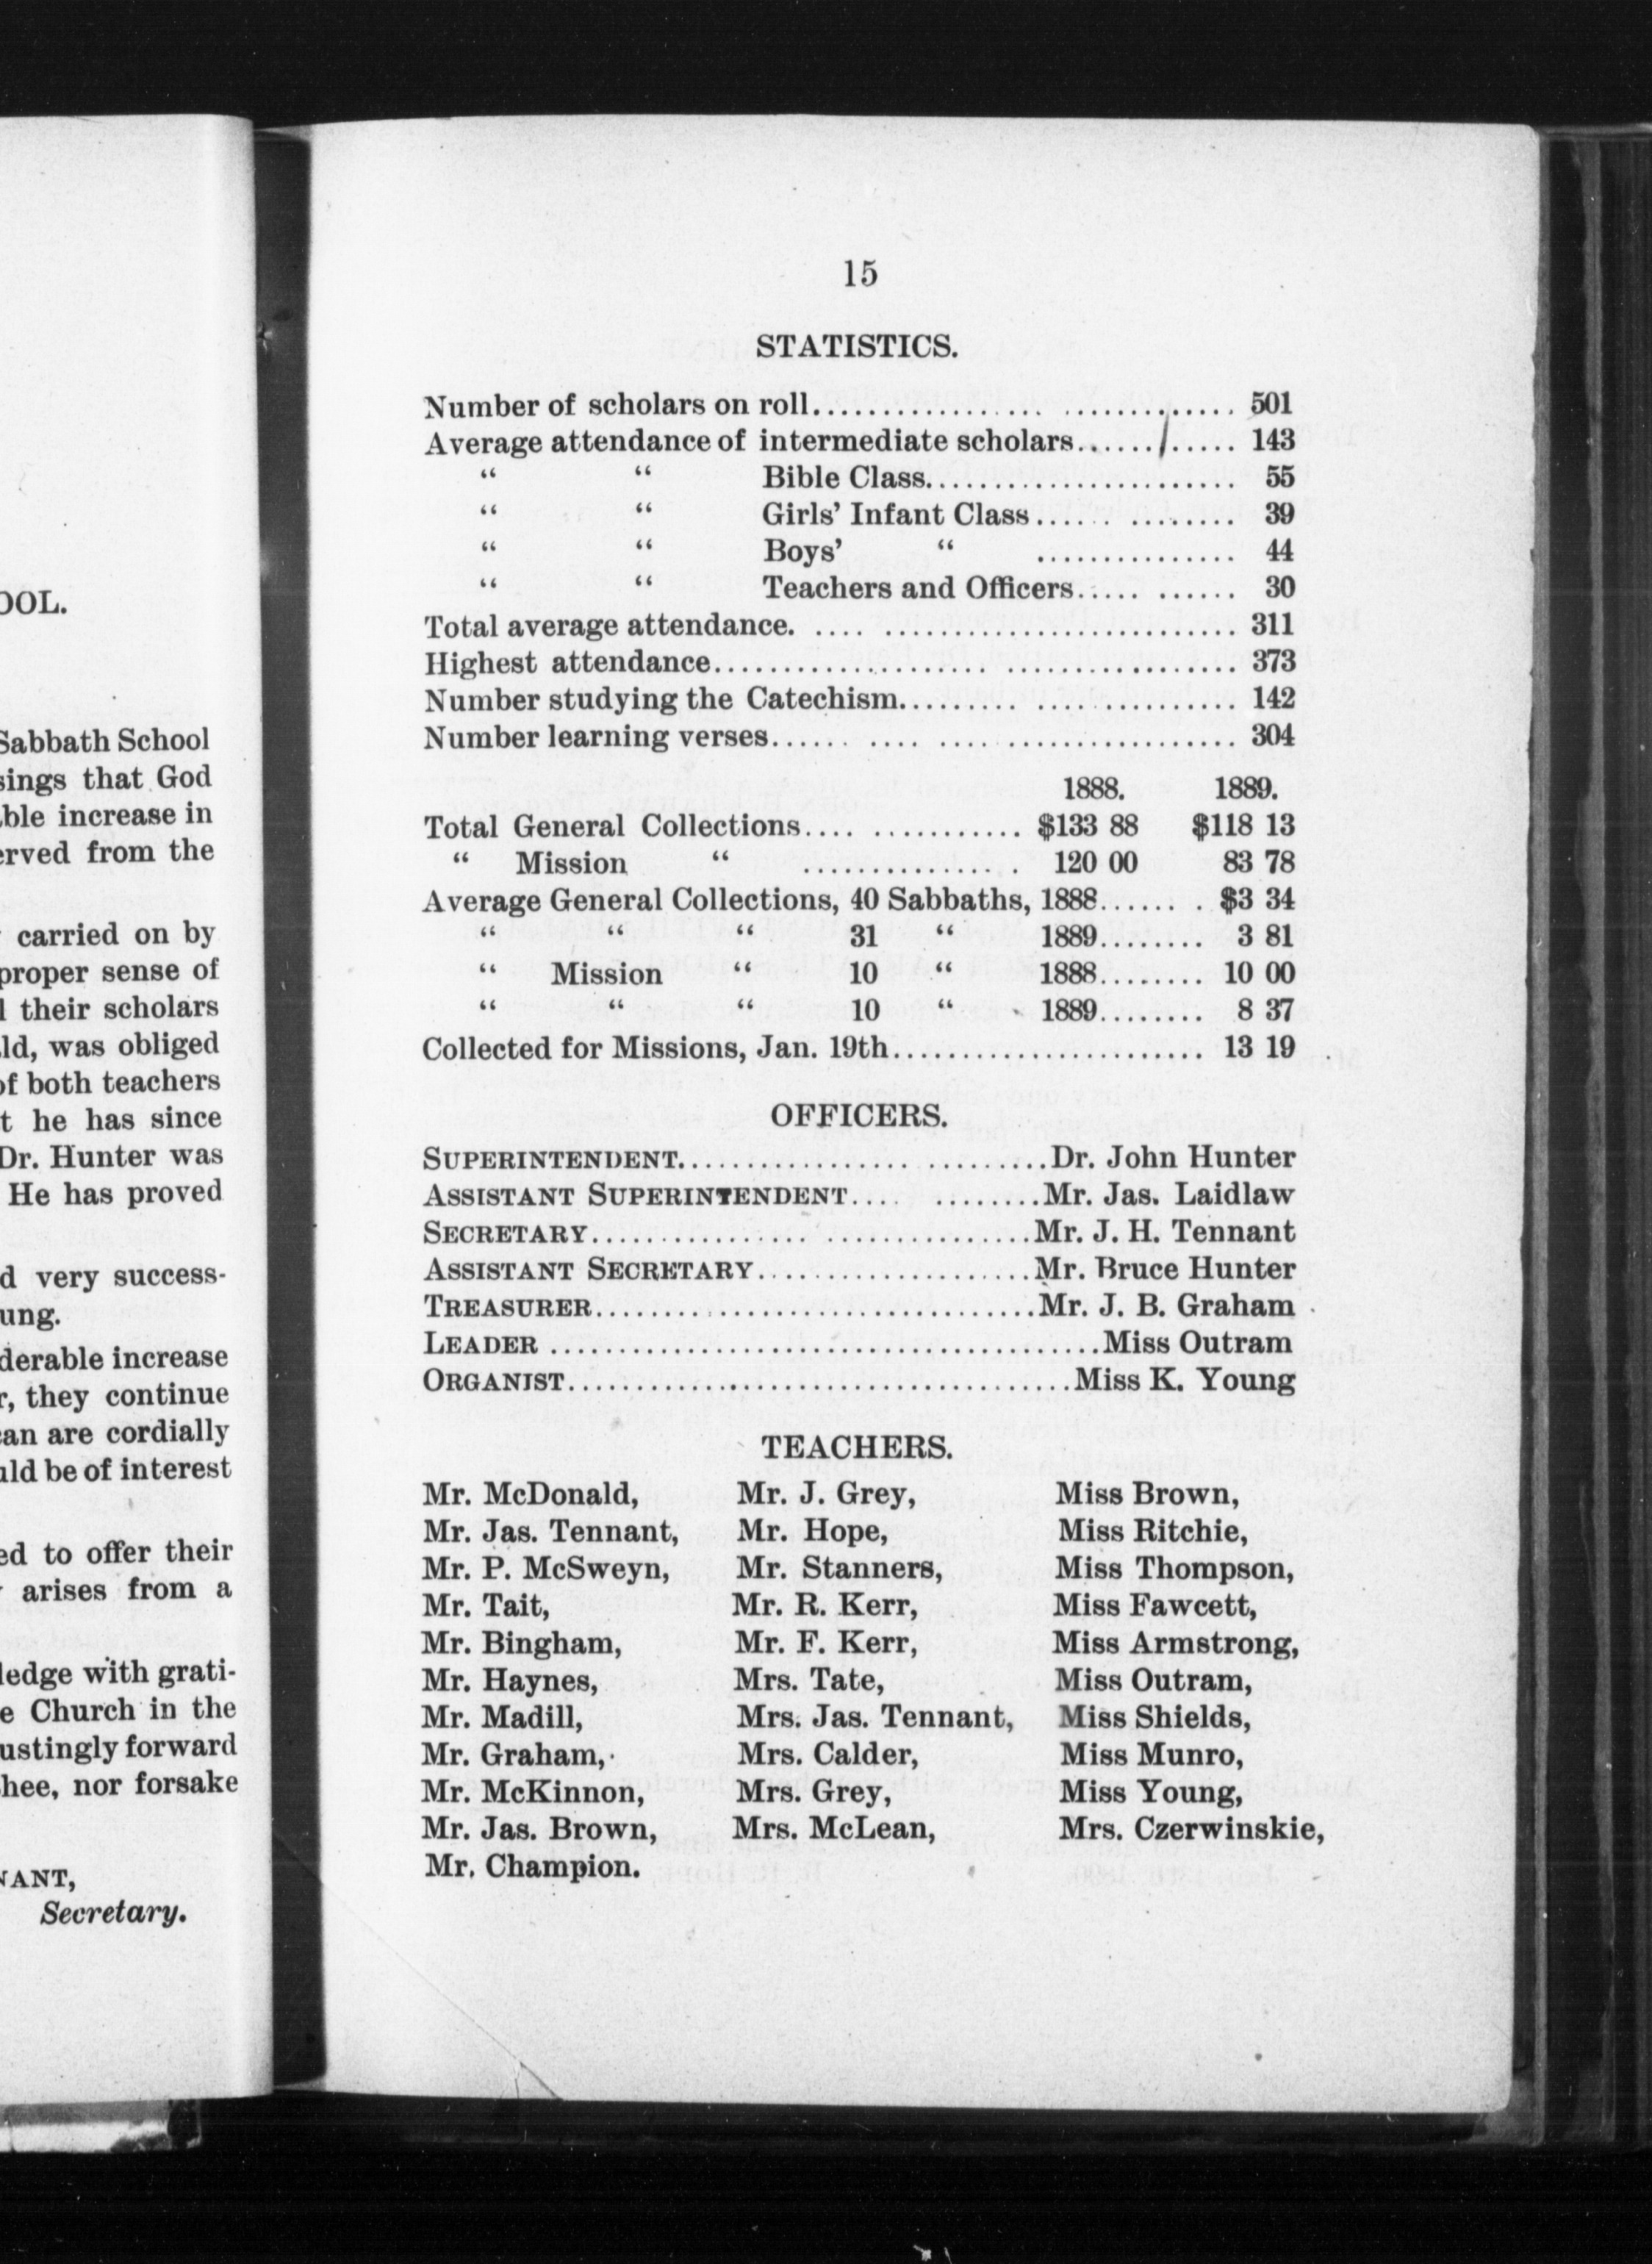 OOL.
Sabbath School
sings that God
ble increase in
erved from the
carried on by
proper sense of
l their scholars
ld, was obliged
of both teachers
t he has since
Dr. Hunter was
He has proved
d very success-
ung.
derable increase
r, they continue
can are cordially
uld be of interest
ed to offer their
arises from a
ledge with grati-
e Church in the
ustingly forward
hee, nor forsake
NANT,
Secretary.
15
STATISTICS.
Number of scholars on roll.............................. 501
Average attendance of intermediate scholars............ 143
“ “ Bible Class....................... 55
“ “ Girls’ Infant Class.............. 39
“ “ Boys’ “ ............... 44
“ “ Teachers and Officers........... 30
Total average attendance. .............................. 311
Highest attendance..................................... 373
Number studying the Catechism........................ 142
Number learning verses................................. 304
1888. 1889.
Total General Collections............... $133 88 $118 13
“ Mission “ ................ 120 00 83 78
Average General Collections, 40 Sabbaths, 1888....... $3 34
“ “ “ 31 “ 1889........ 3 81
“ Mission “ 10 “ 1888........ 10 00
“ “ “ 10 “ 1889........ 8 37
Collected for Missions, Jan. 19th....................... 13 19
OFFICERS.
SUPERINTENDENT..........................Dr. John Hunter
ASSISTANT SUPERINTENDENT............Mr. Jas. Laidlaw
SECRETARY...............................Mr. J. H. Tennant
ASSISTANT SECRETARY....................Mr. Bruce Hunter
TREASURER................................Mr. J. B. Graham
LEADER ........................................Miss Outram
ORGANIST.....................................Miss K. Young
TEACHERS.
Mr. McDonald, Mr. J. Grey, Miss Brown,
Mr. Jas. Tennant, Mr. Hope, Miss Ritchie,
Mr. P. McSweyn, Mr. Stanners, Miss Thompson,
Mr. Tait, Mr. R. Kerr, Miss Fawcett,
Mr. Bingham, Mr. F. Kerr, Miss Armstrong,
Mr. Haynes, Mrs. Tate, Miss Outram,
Mr. Madill, Mrs. Jas. Tennant, Miss Shields,
Mr. Graham, Mrs. Calder, Miss Munro,
Mr. McKinnon, Mrs. Grey, Miss Young,
Mr. Jas. Brown, Mrs. McLean, Mrs. Czerwinskie,
Mr. Champion.